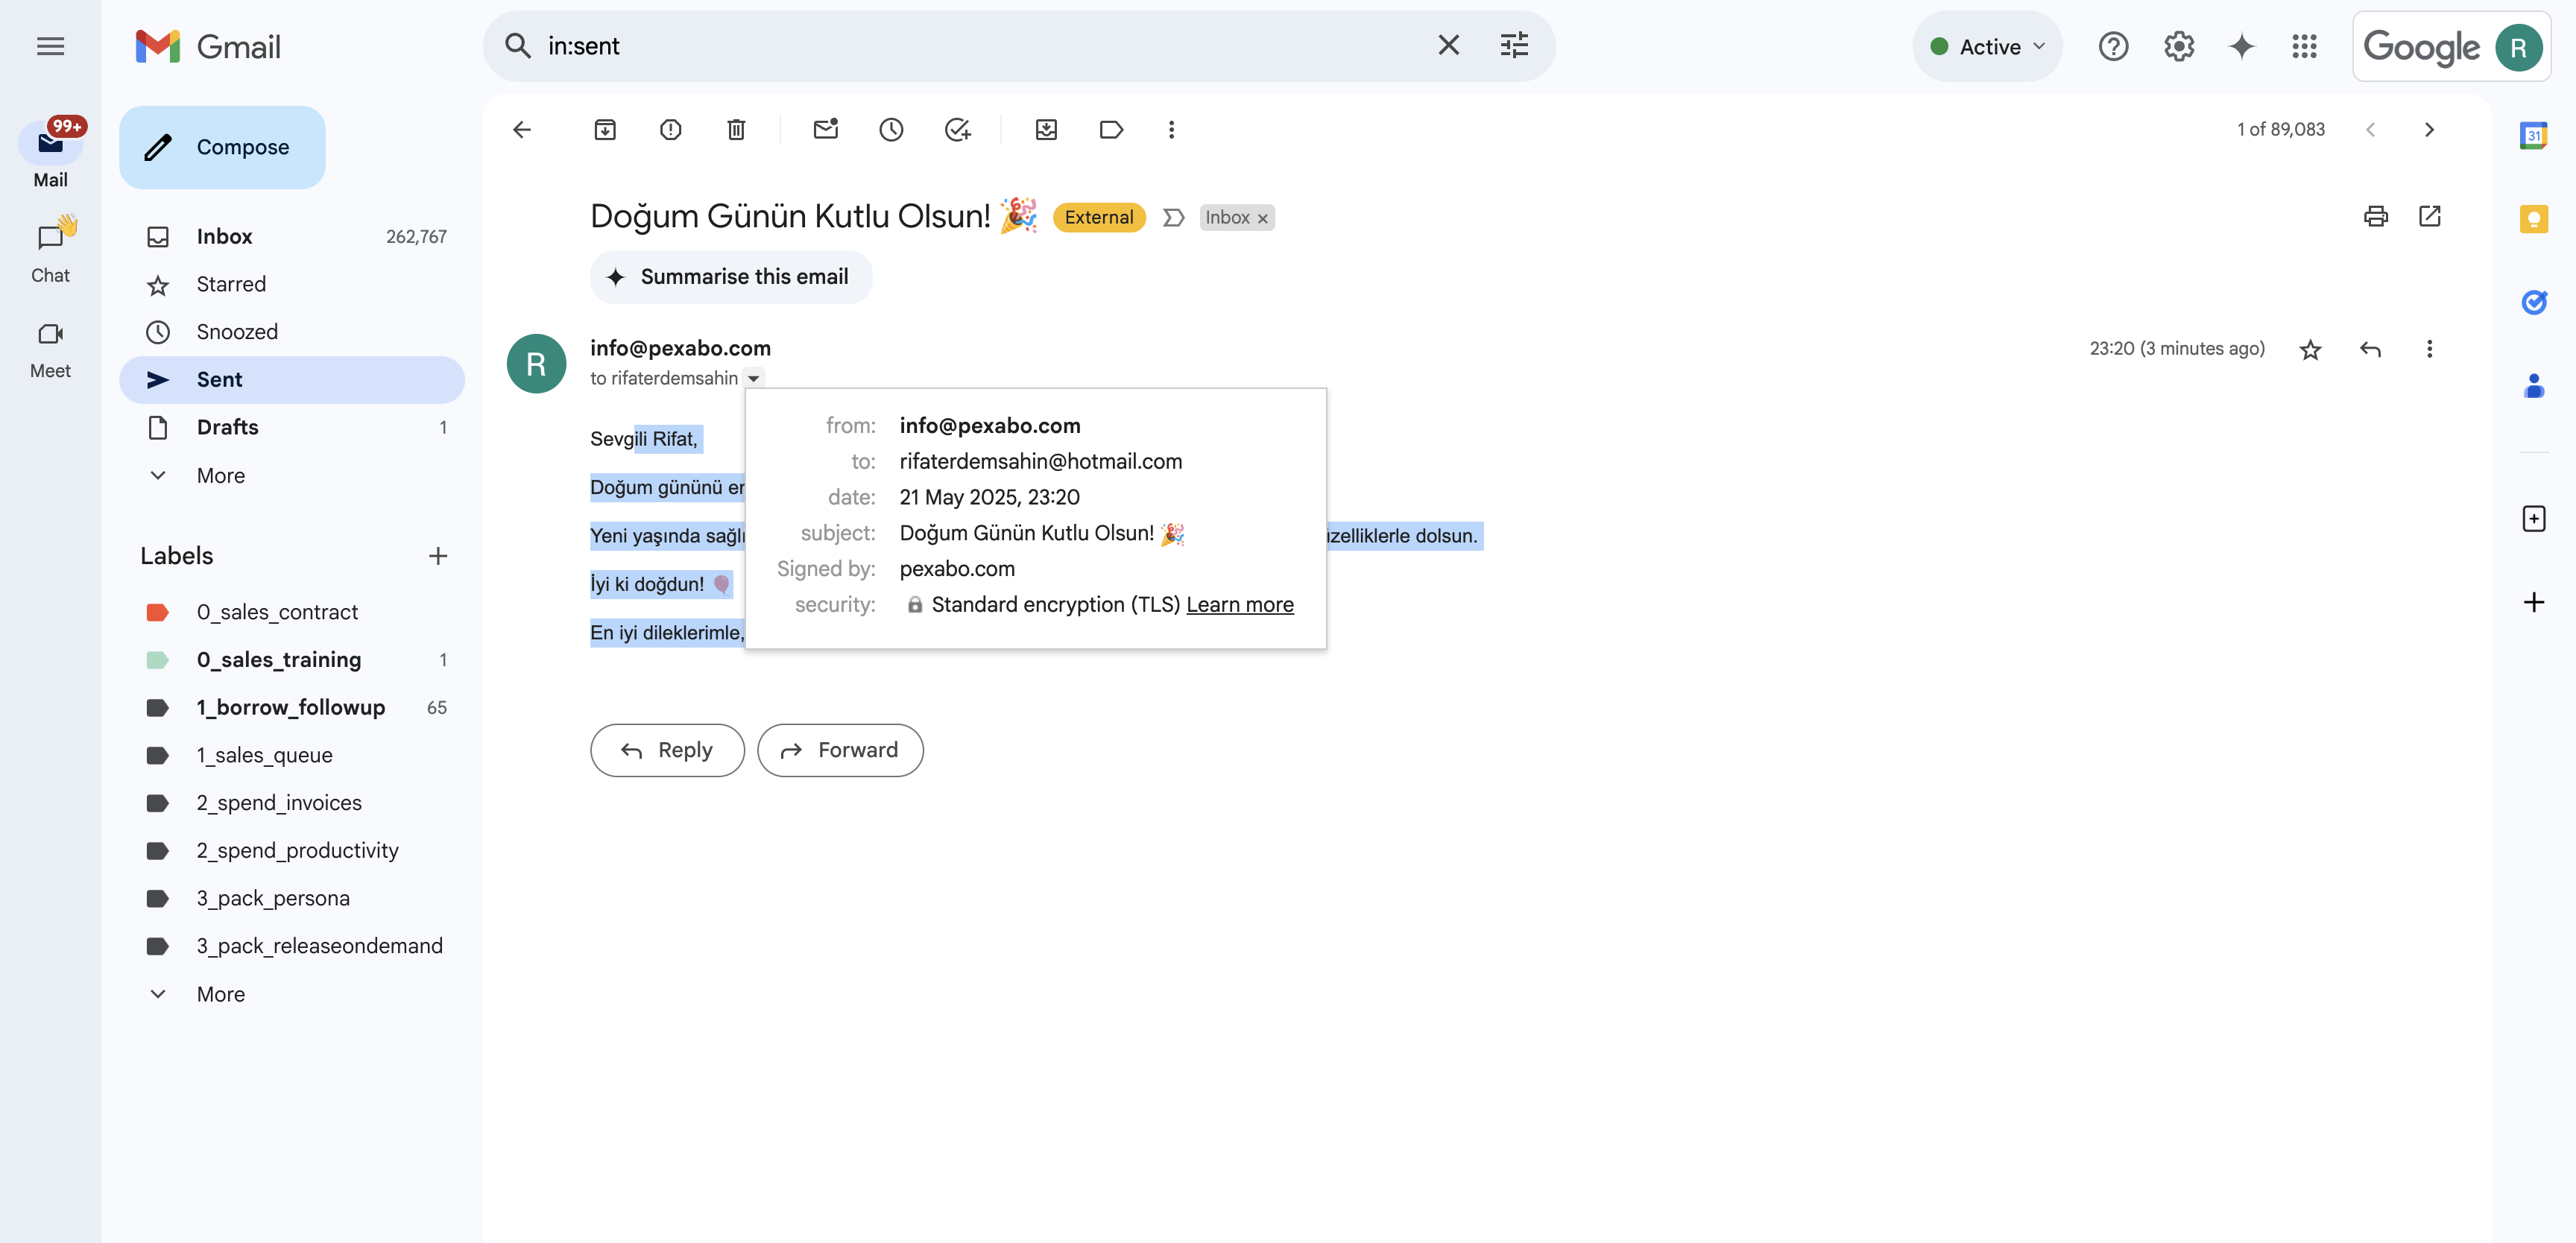 Gmail
in:sent
Active
Google
R
99+
Mail
Chat
Meet
Compose
Inbox 262,767
Starred
Snoozed
Sent
Drafts 1
More
Labels
0_sales_contract
0_sales_training 1
1_borrow_followup 65
1_sales_queue
2_spend_invoices
2_spend_productivity
3_pack_persona
3_pack_releaseondemand
More
1 of 89,083
Doğum Günün Kutlu Olsun! 🎉 External Inbox ×
Summarise this email
R
info@pexabo.com
to rifaterdemsahin
23:20 (3 minutes ago)
from: info@pexabo.com
to: rifaterdemsahin@hotmail.com
date: 21 May 2025, 23:20
subject: Doğum Günün Kutlu Olsun! 🎉
Signed by: pexabo.com
security: Standard encryption (TLS) Learn more
Sevgili Rifat,
Doğum gününü
Yeni yaşında dolsun.
İyi ki doğdun! 🎈
En iyi dileklerimle,
Reply
Forward
31